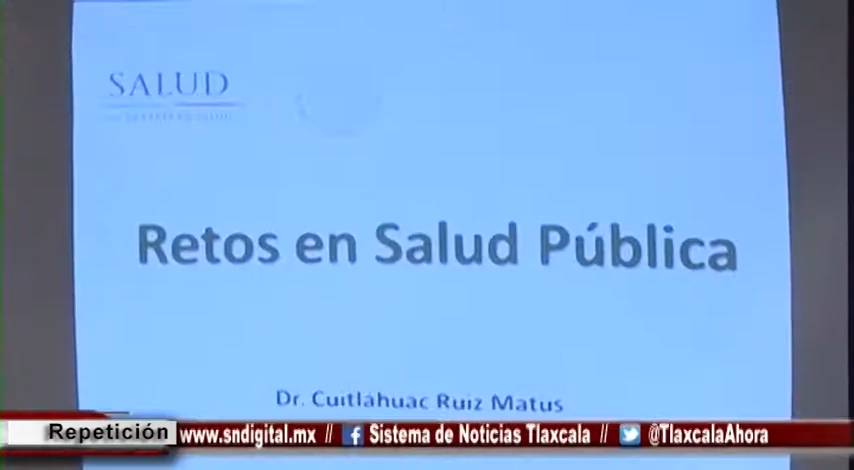 SALUD
Retos en Salud Pública
Dr. Cuitláhuac Ruiz Matus
Repetición
www.sndigital.mx // Sistema de Noticias Tlaxcala // @TlaxcalaAhora